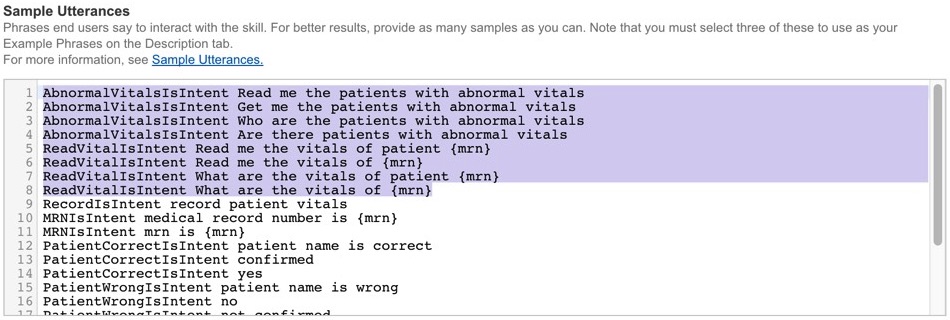 Sample Utterances
Phrases end users say to interact with the skill. For better results, provide as many samples as you can. Note that you must select three of these to use as your
Example Phrases on the Description tab.
For more information, see Sample Utterances.
1 AbnormalVitalsIsIntent Read me the patients with abnormal vitals
2 AbnormalVitalsIsIntent Get me the patients with abnormal vitals
3 AbnormalVitalsIsIntent Who are the patients with abnormal vitals
4 AbnormalVitalsIsIntent Are there patients with abnormal vitals
5 ReadVitalIsIntent Read me the vitals of patient {mrn}
6 ReadVitalIsIntent Read me the vitals of {mrn}
7 ReadVitalIsIntent What are the vitals of patient {mrn}
8 ReadVitalIsIntent What are the vitals of {mrn}
9 RecordIsIntent record patient vitals
10 MRNIsIntent medical record number is {mrn}
11 MRNIsIntent mrn is {mrn}
12 PatientCorrectIsIntent patient name is correct
13 PatientCorrectIsIntent confirmed
14 PatientCorrectIsIntent yes
15 PatientWrongIsIntent patient name is wrong
16 PatientWrongIsIntent no
17 PatientWrongIsIntent not confirmed